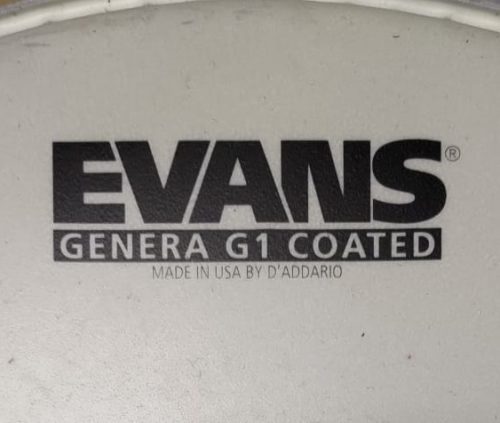 EVANS®
GENERA G1 COATED
MADE IN USA BY D'ADDARIO